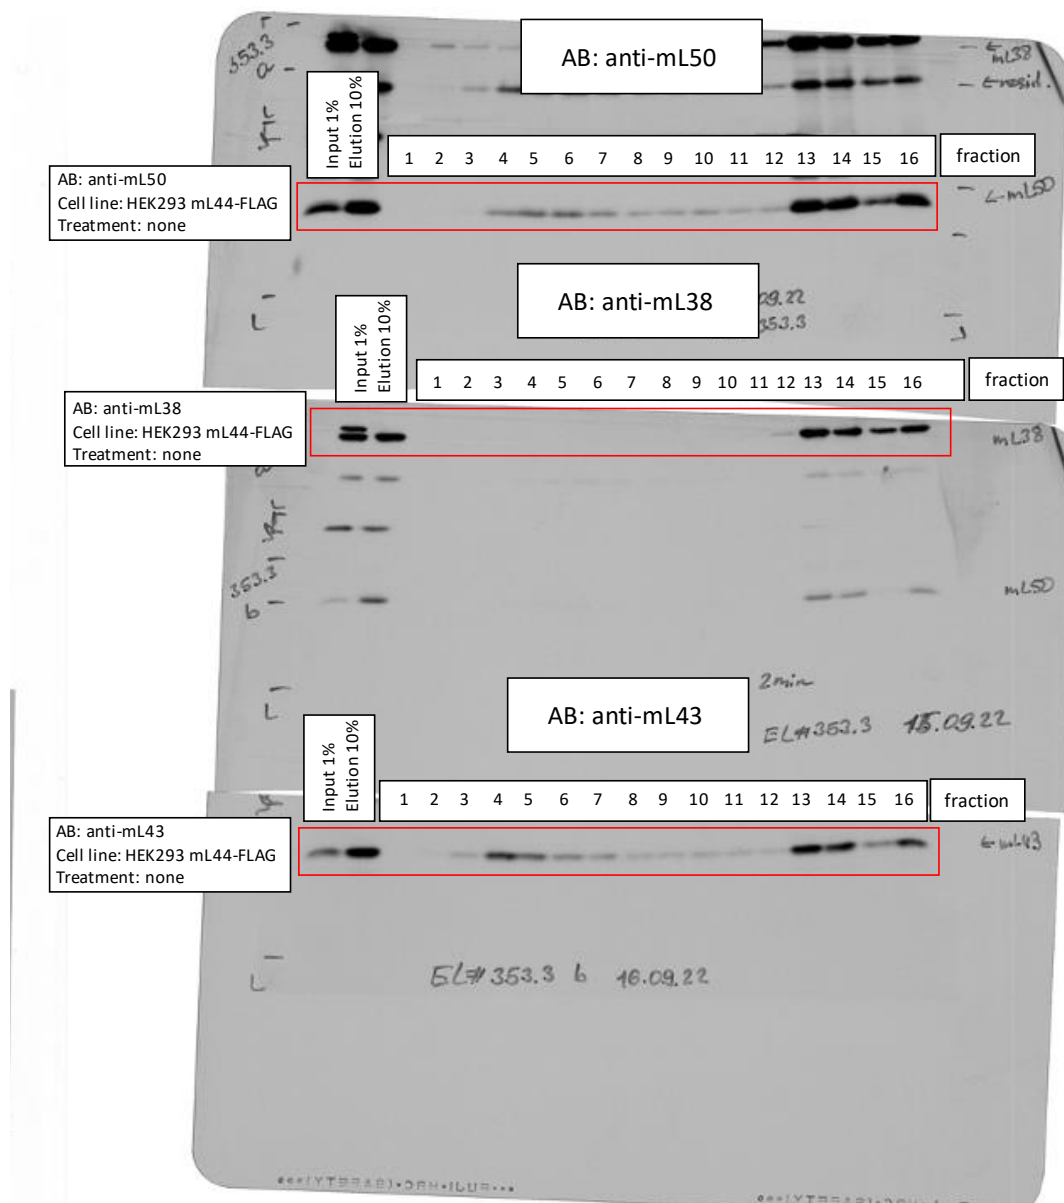 353.3
a
AB: anti-mL50
mL38
←resid.
Input 1%
Elution 10%
1 2 3 4 5 6 7 8 9 10 11 12 13 14 15 16
fraction
AB: anti-mL50
Cell line: HEK293 mL44-FLAG
Treatment: none
←mL50
L
AB: anti-mL38
09.22
353.3
Input 1%
Elution 10%
1 2 3 4 5 6 7 8 9 10 11 12 13 14 15 16
fraction
AB: anti-mL38
Cell line: HEK293 mL44-FLAG
Treatment: none
mL38
353.3
b
mL50
L
AB: anti-mL43
2min
EL#353.3 15.09.22
Input 1%
Elution 10%
1 2 3 4 5 6 7 8 9 10 11 12 13 14 15 16
fraction
AB: anti-mL43
Cell line: HEK293 mL44-FLAG
Treatment: none
←mL43
L
EL#353.3 b 16.09.22